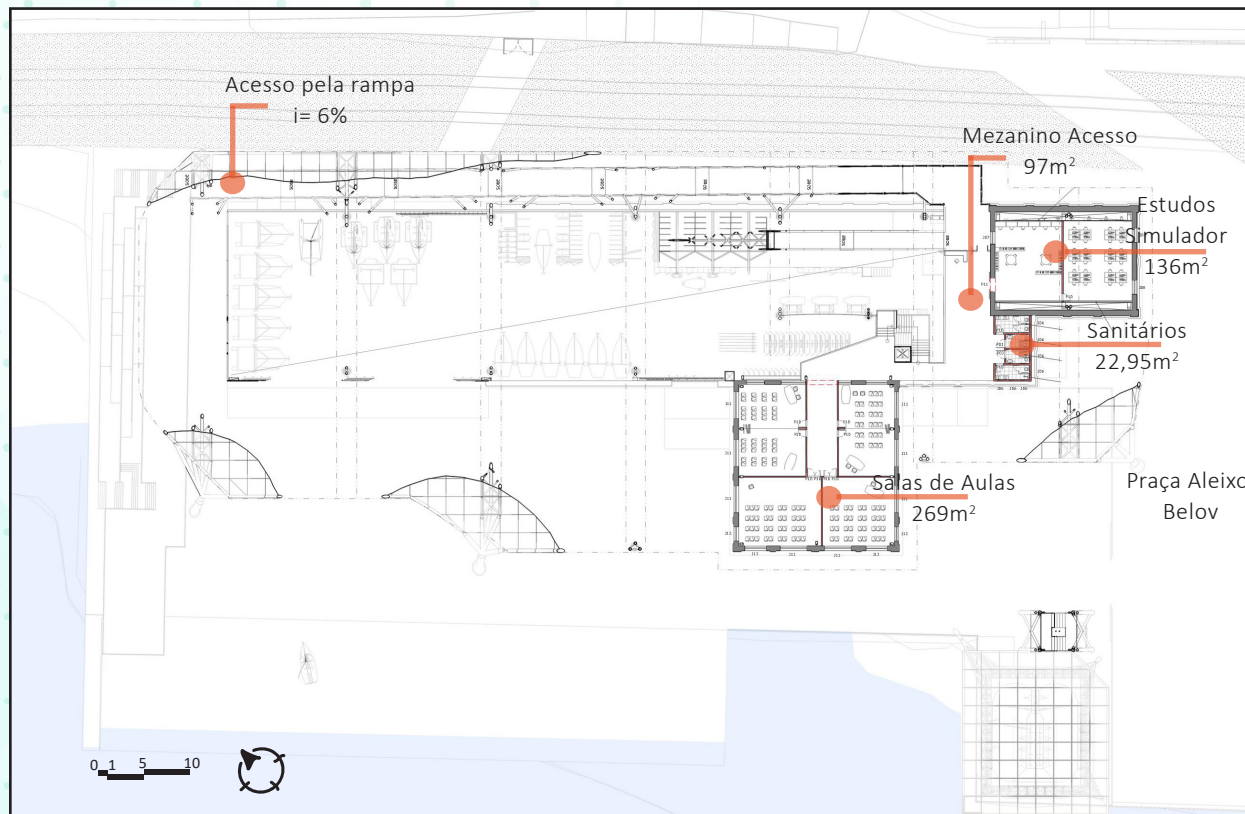 Acesso pela rampa
i= 6%
Mezanino Acesso
97m²
Estudos
Simulador
136m²
Sanitários
22,95m²
Salas de Aulas
269m²
Praça Aleixo
Belov
0 1 5 10